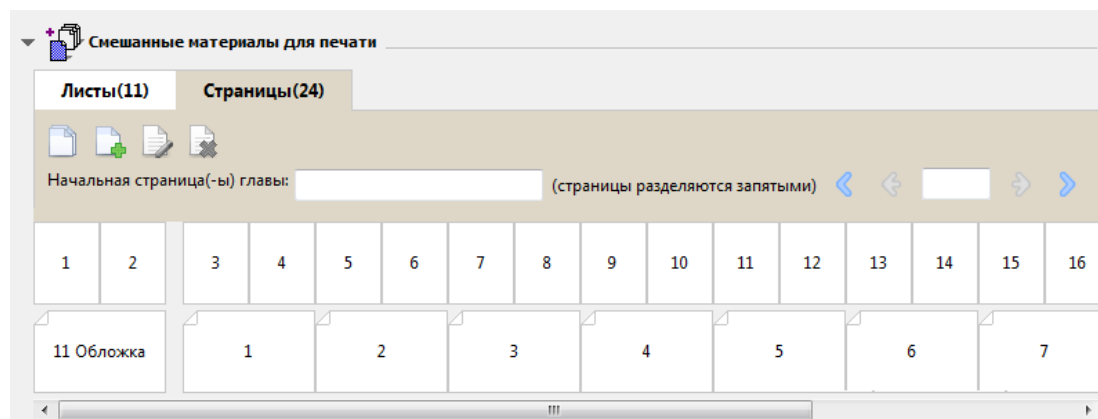 Смешанные материалы для печати
Листы(11) Страницы(24)
Начальная страница(-ы) главы: (страницы разделяются запятыми)
1 2 3 4 5 6 7 8 9 10 11 12 13 14 15 16
11 Обложка 1 2 3 4 5 6 7